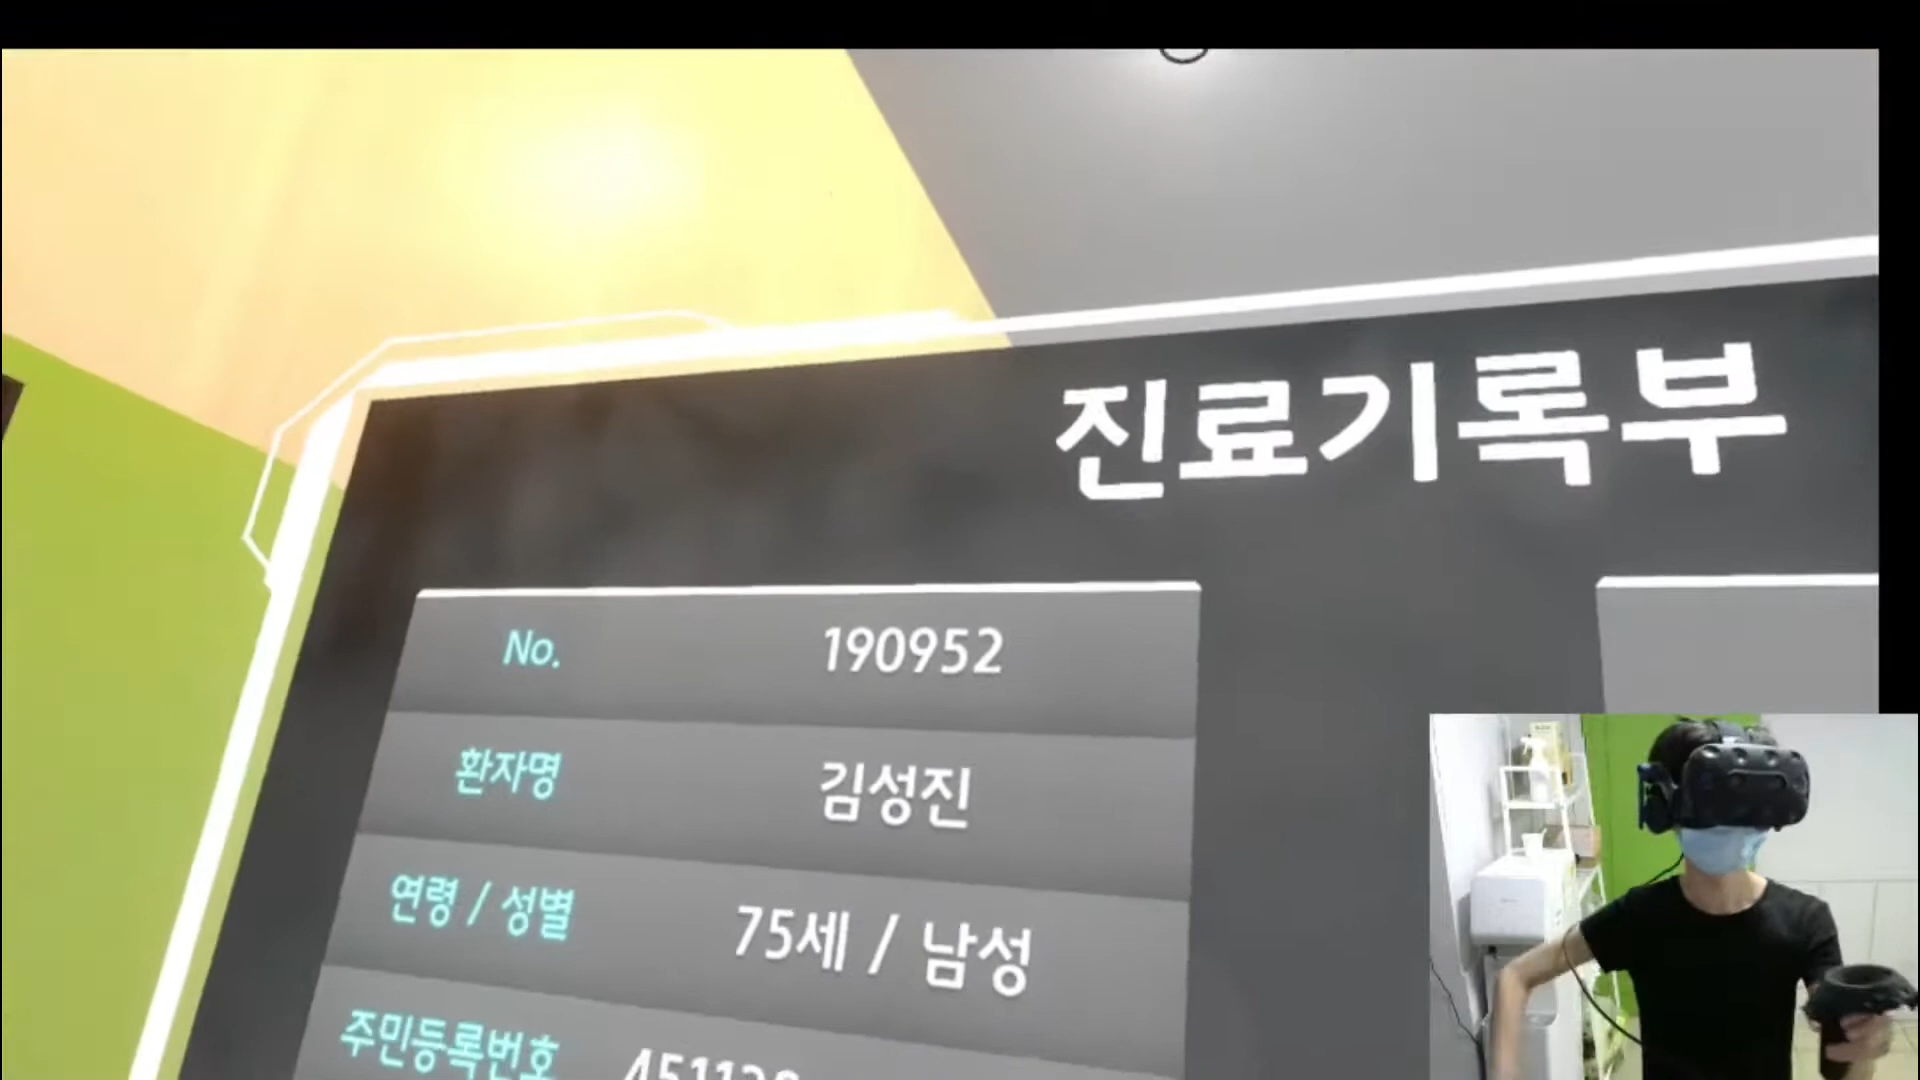 진료기록부
No. 190952
환자명 김성진
연령 / 성별 75세 / 남성
주민등록번호